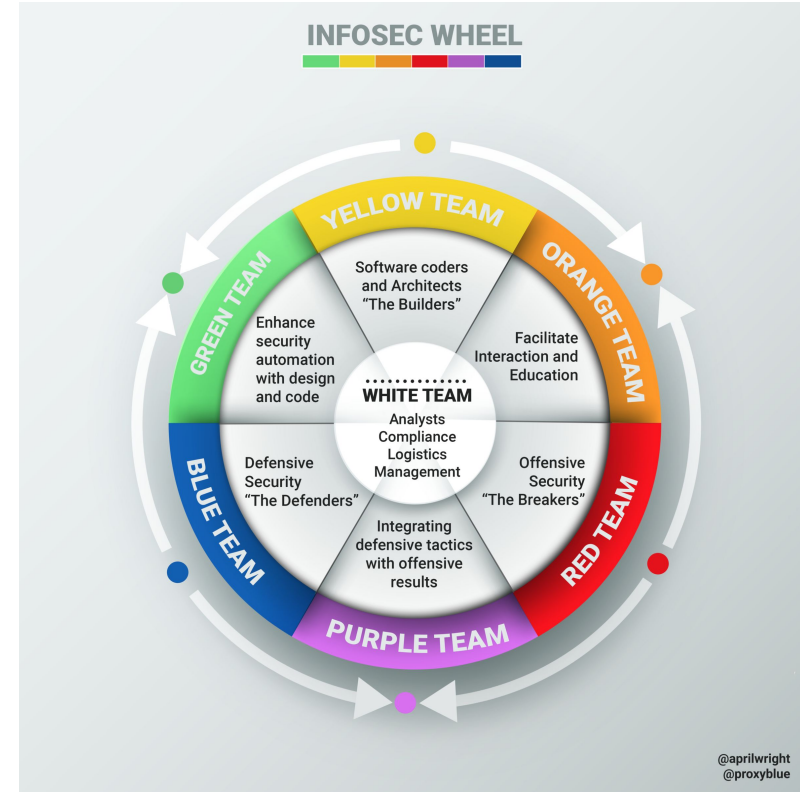 INFOSEC WHEEL
YELLOW TEAM
Software coders
and Architects
“The Builders”
ORANGE TEAM
Facilitate
Interaction and
Education
RED TEAM
Offensive
Security
“The Breakers”
PURPLE TEAM
Integrating
defensive tactics
with offensive
results
BLUE TEAM
Defensive
Security
“The Defenders”
GREEN TEAM
Enhance
security
automation
with design
and code
WHITE TEAM
Analysts
Compliance
Logistics
Management
@aprilwright
@proxyblue